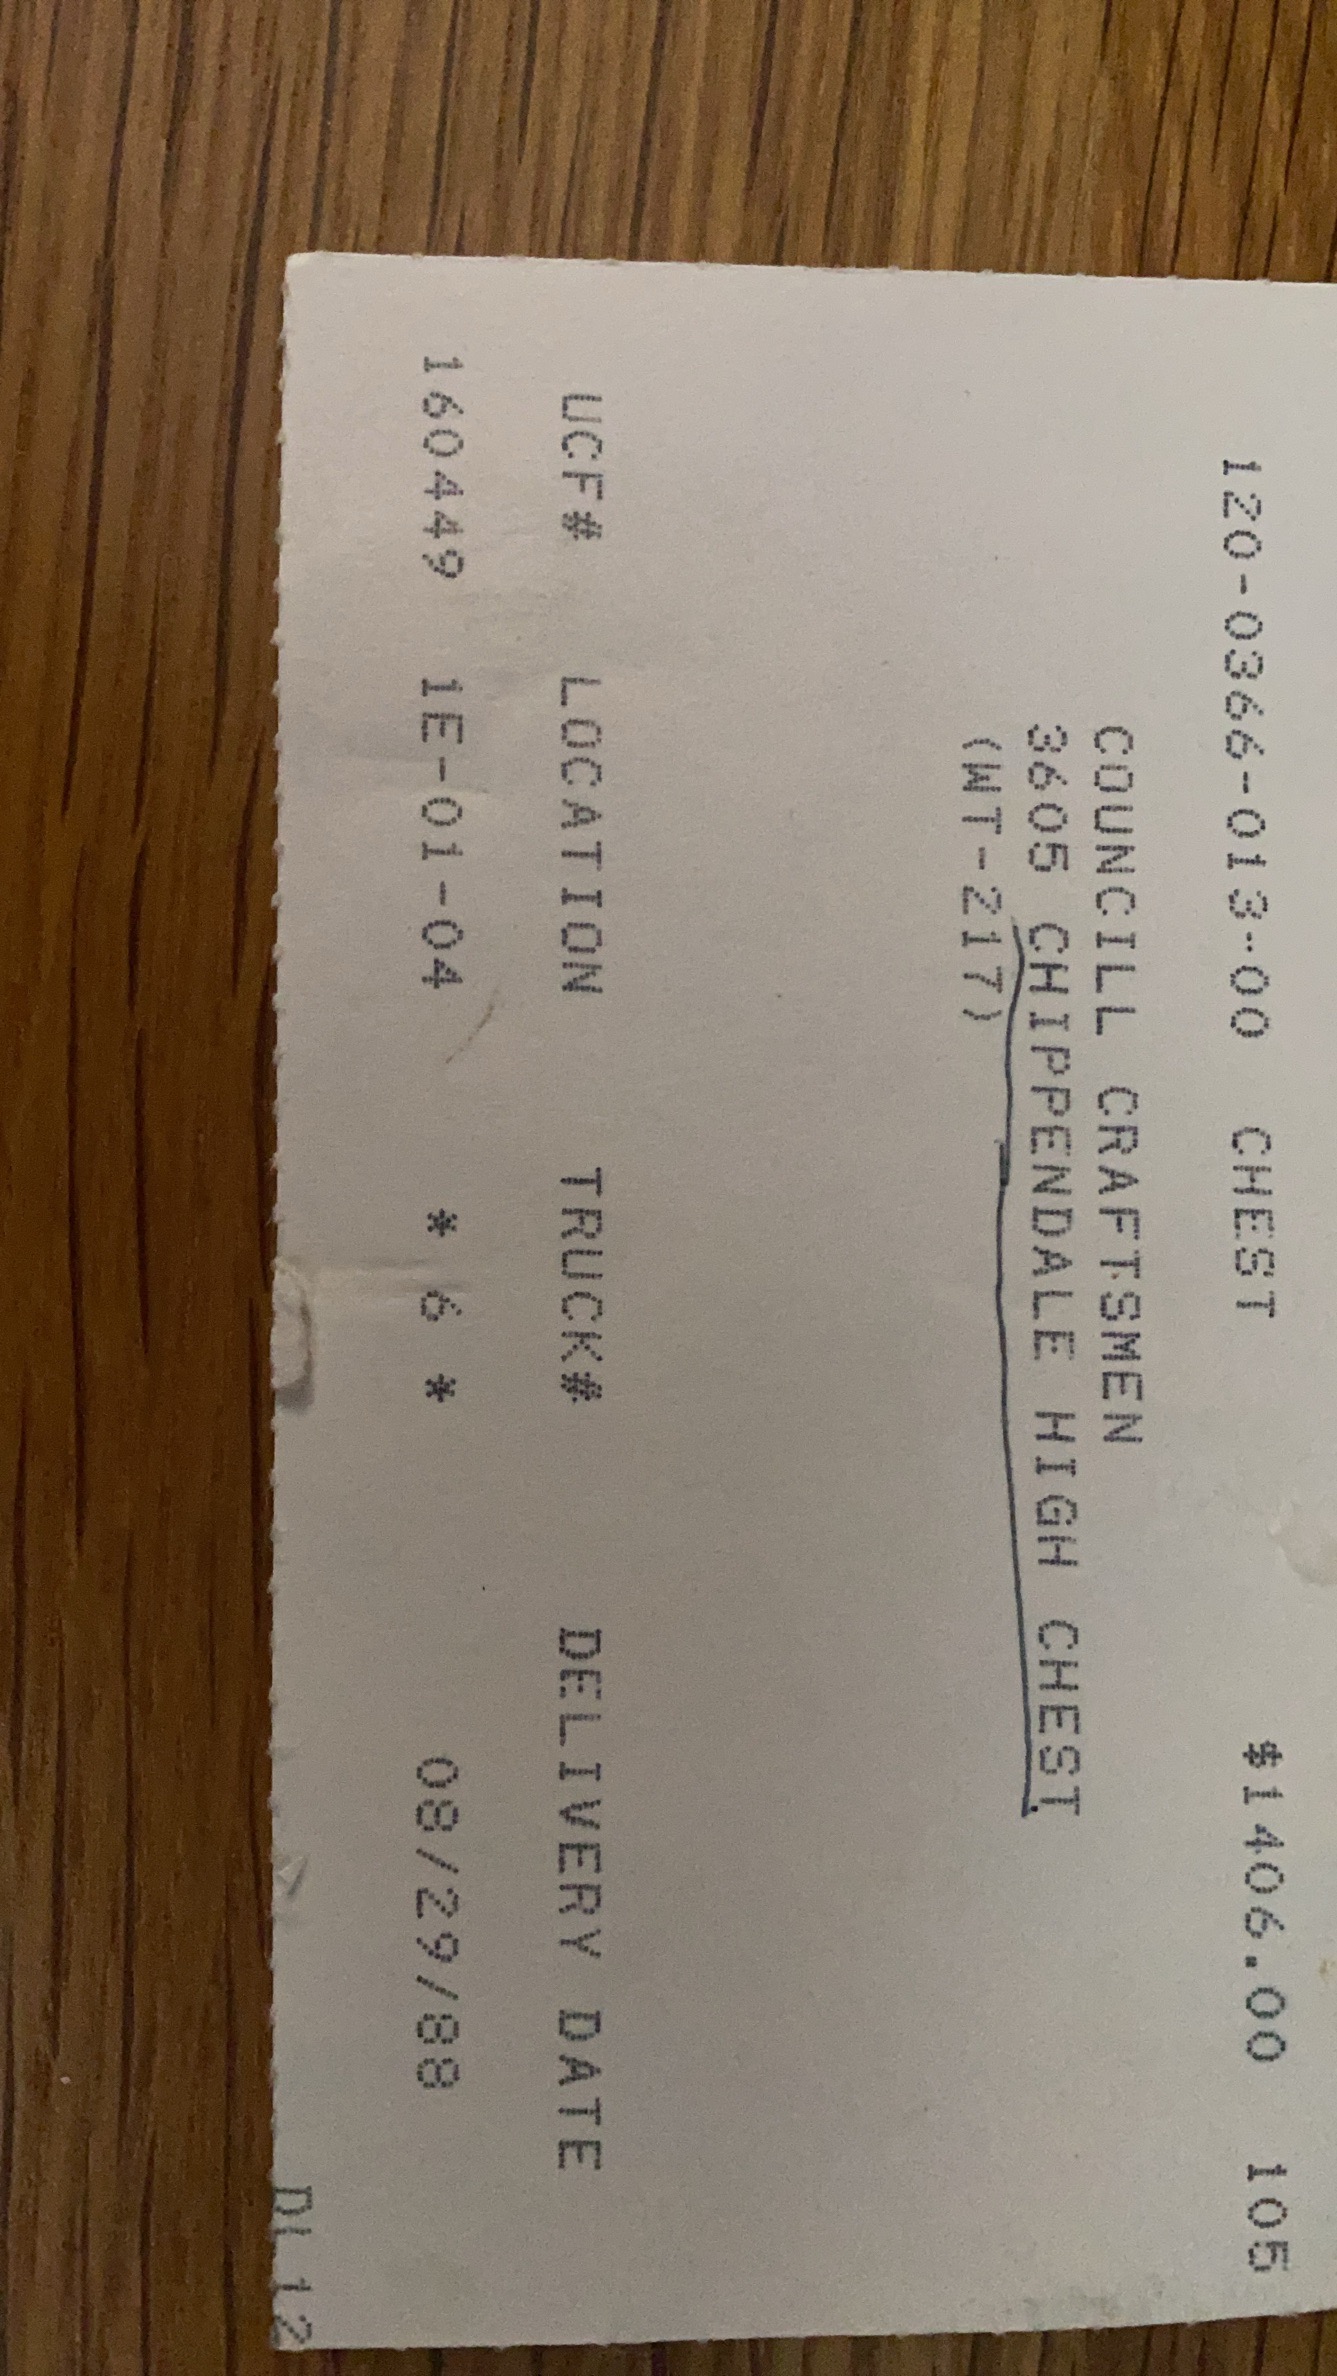 120-0366-013-00 CHEST $1406.00 105
COUNCILL CRAFTSMEN
3605 CHIPPENDALE HIGH CHEST
(WT-217)
UCF# LOCATION TRUCK# DELIVERY DATE
160449 1E-01-04 * 6 * 08/29/88
12